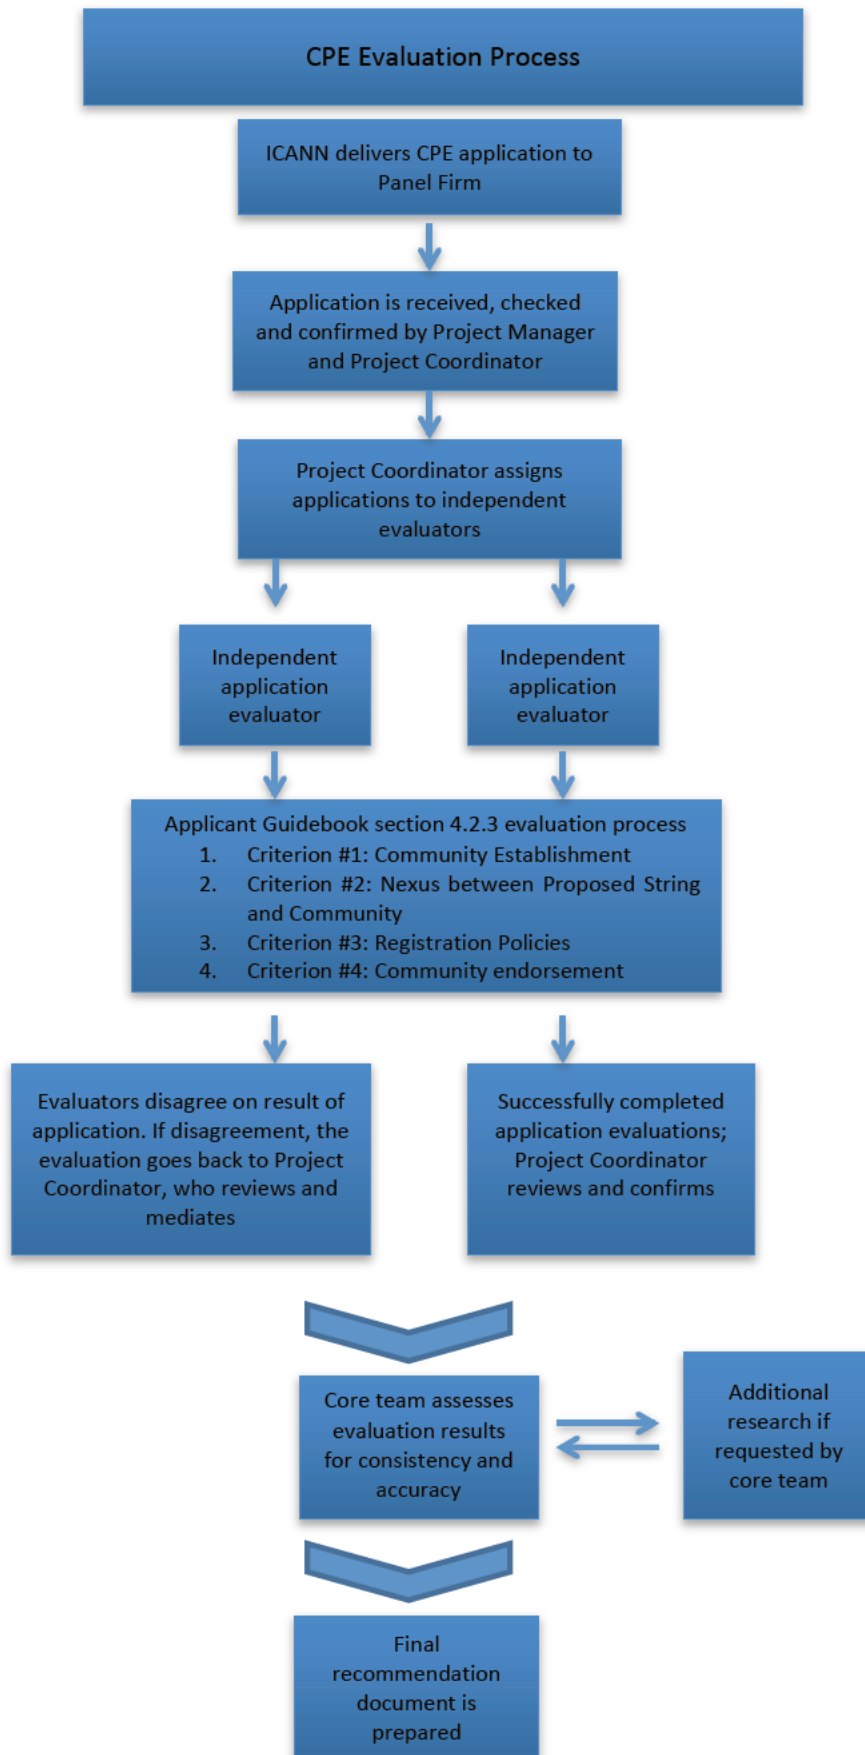 CPE Evaluation Process
ICANN delivers CPE application to
Panel Firm
Application is received, checked
and confirmed by Project Manager
and Project Coordinator
Project Coordinator assigns
applications to independent
evaluators
Independent
application
evaluator
Independent
application
evaluator
Applicant Guidebook section 4.2.3 evaluation process
1. Criterion #1: Community Establishment
2. Criterion #2: Nexus between Proposed String
and Community
3. Criterion #3: Registration Policies
4. Criterion #4: Community endorsement
Evaluators disagree on result of
application. If disagreement, the
evaluation goes back to Project
Coordinator, who reviews and
mediates
Successfully completed
application evaluations;
Project Coordinator
reviews and confirms
Core team assesses
evaluation results
for consistency and
accuracy
Additional
research if
requested by
core team
Final
recommendation
document is
prepared